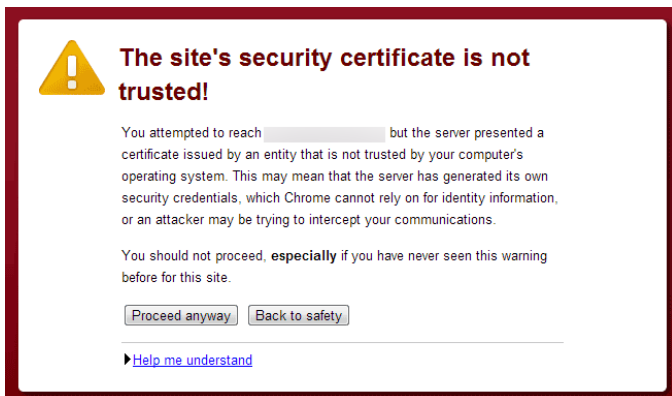 The site's security certificate is not
trusted!
You attempted to reach but the server presented a
certificate issued by an entity that is not trusted by your computer's
operating system. This may mean that the server has generated its own
security credentials, which Chrome cannot rely on for identity information,
or an attacker may be trying to intercept your communications.
You should not proceed, especially if you have never seen this warning
before for this site.
Proceed anyway Back to safety
Help me understand